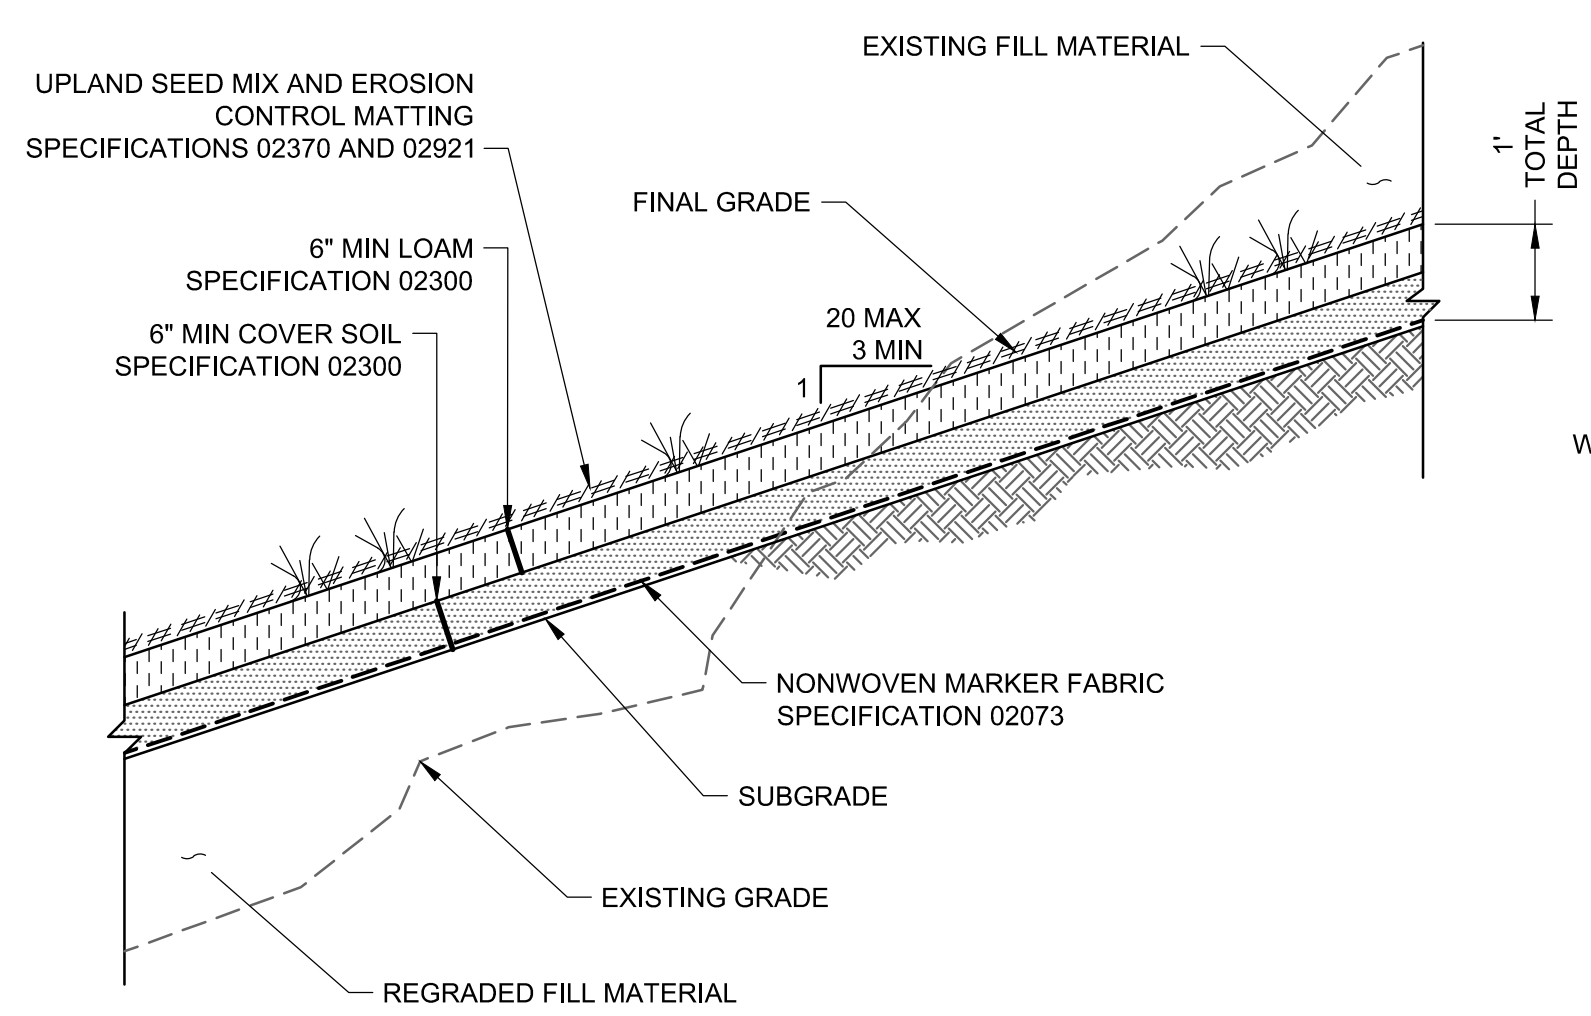 EXISTING FILL MATERIAL
UPLAND SEED MIX AND EROSION
CONTROL MATTING
SPECIFICATIONS 02370 AND 02921
1'
TOTAL
DEPTH
FINAL GRADE
6" MIN LOAM
SPECIFICATION 02300
6" MIN COVER SOIL
SPECIFICATION 02300
20 MAX
3 MIN
1
W
NONWOVEN MARKER FABRIC
SPECIFICATION 02073
SUBGRADE
EXISTING GRADE
REGRADED FILL MATERIAL